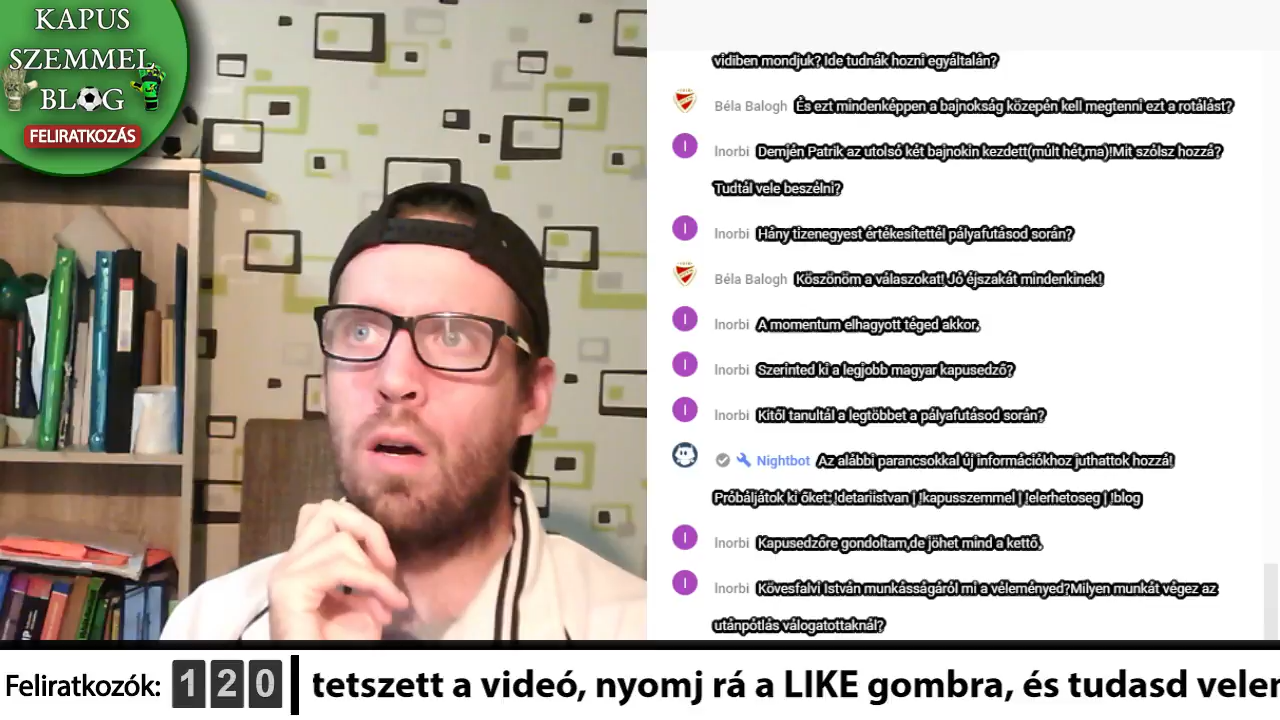 KAPUS
SZEMMEL
BLOG
FELIRATKOZÁS
vidiben mondjuk? Ide tudnák hozni egyáltalán?
Béla Balogh És ezt mindenképpen a bajnokság közepén kell megtenni ezt a rotálást?
Inorbi Demjén Patrik az utolsó két bajnokin kezdett(múlt hét,ma)!Mit szólsz hozzá?
Tudtál vele beszélni?
Inorbi Hány tizenegyest értékesítettél pályafutásod során?
Béla Balogh Köszönöm a válaszokat! Jó éjszakát mindenkinek!
Inorbi A momentum elhagyott téged akkor.
Inorbi Szerinted ki a legjobb magyar kapusedző?
Inorbi Kitől tanultál a legtöbbet a pályafutásod során?
Nightbot Az alábbi parancsokkal új információkhoz juthattok hozzá!
Próbáljátok ki őket: !detariistvan | !kapusszemmel | !elerhetoseg | !blog
Inorbi Kapusedzőre gondoltam,de jöhet mind a kettő.
Inorbi Kövesfalvi István munkásságáról mi a véleményed?Milyen munkát végez az
utánpótlás válogatottaknál?
Feliratkozók: 120 tetszett a videó, nyomj rá a LIKE gombra, és tudasd velem